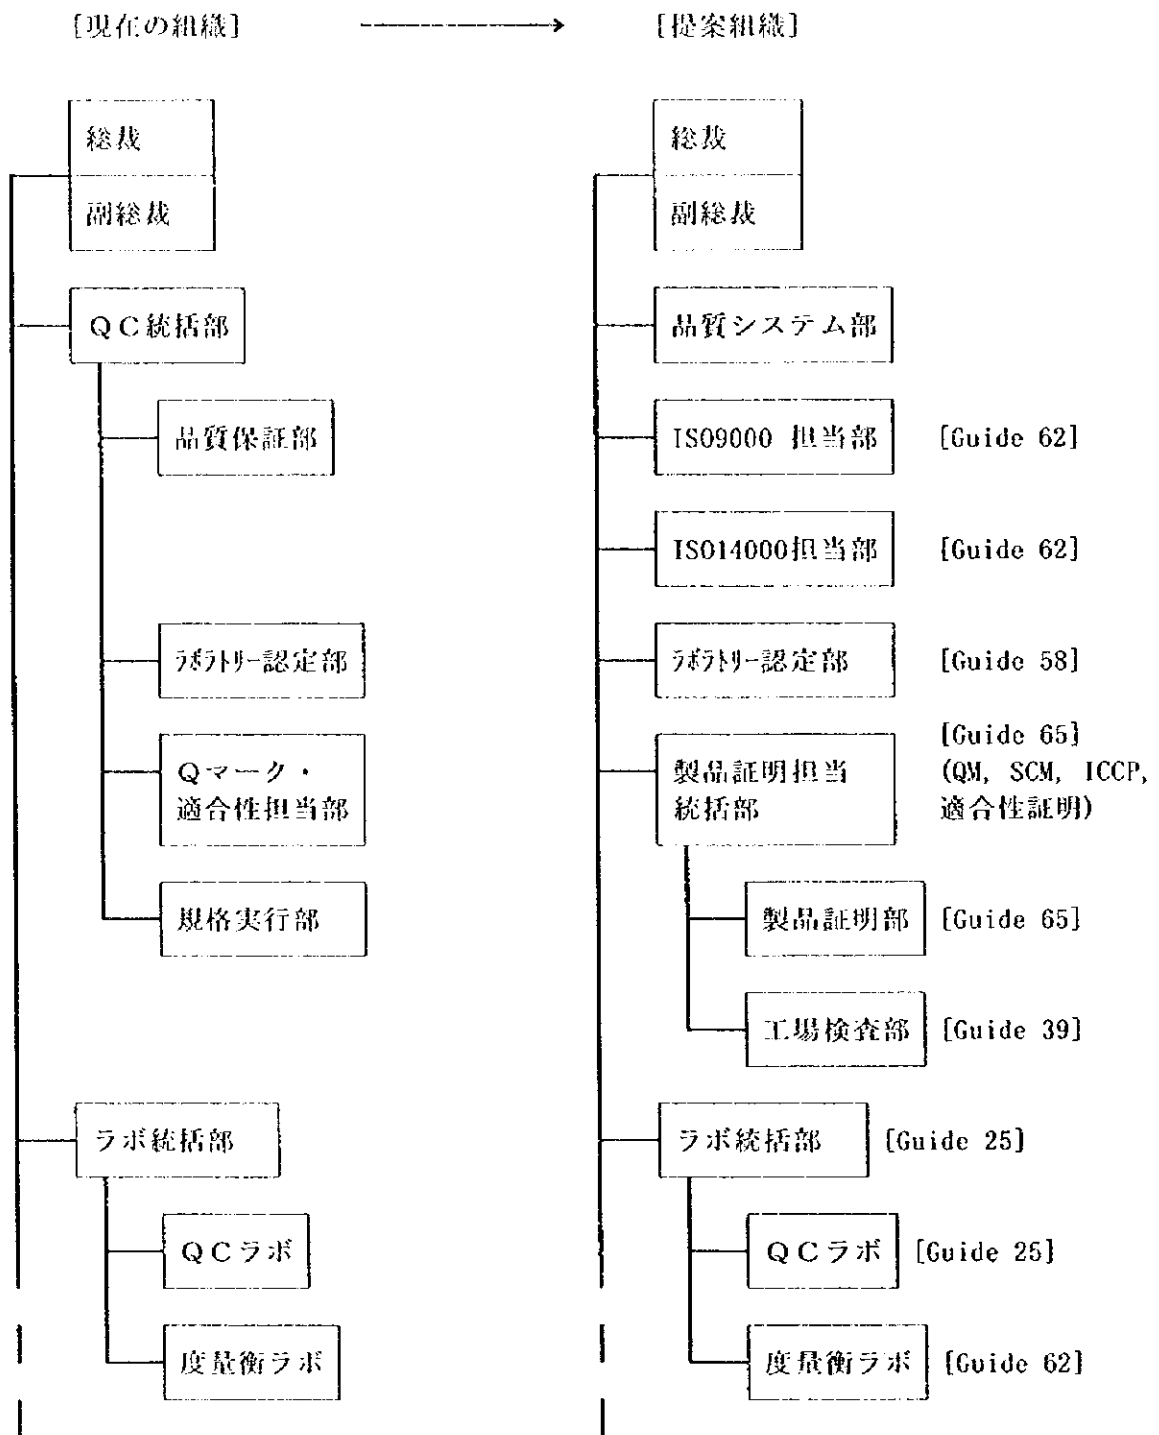 [現在の組織] [提案組織]
総裁
副総裁
QC統括部
品質保証部
ラボラトリー認定部
Qマーク・
適合性担当部
規格実行部
ラボ統括部
QCラボ
度量衡ラボ
総裁
副総裁
品質システム部
ISO9000 担当部 [Guide 62]
ISO14000担当部 [Guide 62]
ラボラトリー認定部 [Guide 58]
製品証明担当
統括部
[Guide 65]
(QM, SCM, ICCP,
適合性証明)
製品証明部 [Guide 65]
工場検査部 [Guide 39]
ラボ統括部 [Guide 25]
QCラボ [Guide 25]
度量衡ラボ [Guide 62]